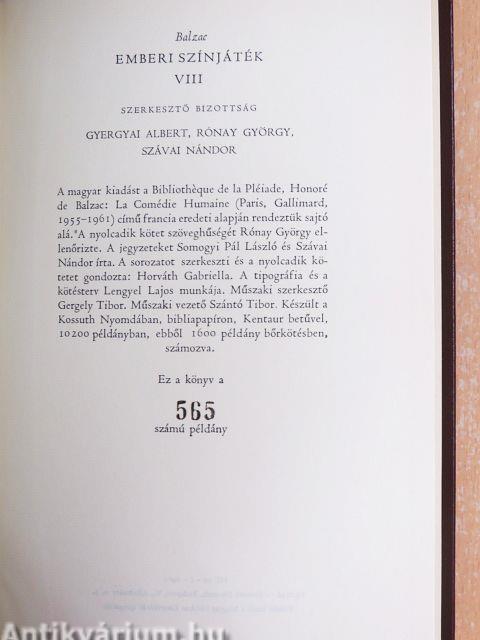 Balzac
EMBERI SZÍNJÁTÉK
VIII
SZERKESZTŐ BIZOTTSÁG
GYERGYAI ALBERT, RÓNAY GYÖRGY,
SZÁVAI NÁNDOR
A magyar kiadást a Bibliothèque de la Pléiade, Honoré
de Balzac: La Comédie Humaine (Paris, Gallimard,
1955–1961) című francia eredeti alapján rendeztük sajtó
alá. A nyolcadik kötet szöveghűségét Rónay György el-
lenőrizte. A jegyzeteket Somogyi Pál László és Szávai
Nándor írta. A sorozatot szerkeszti és a nyolcadik kö-
tetet gondozta: Horváth Gabriella. A tipográfia és a
kötésterv Lengyel Lajos munkája. Műszaki szerkesztő
Gergely Tibor. Műszaki vezető Szántó Tibor. Készült a
Kossuth Nyomdában, bibliapapíron, Kentaur betűvel,
10200 példányban, ebből 1600 példány bőrkötésben,
számozva.
Ez a könyv a
565
számú példány
Antikvárium.hu